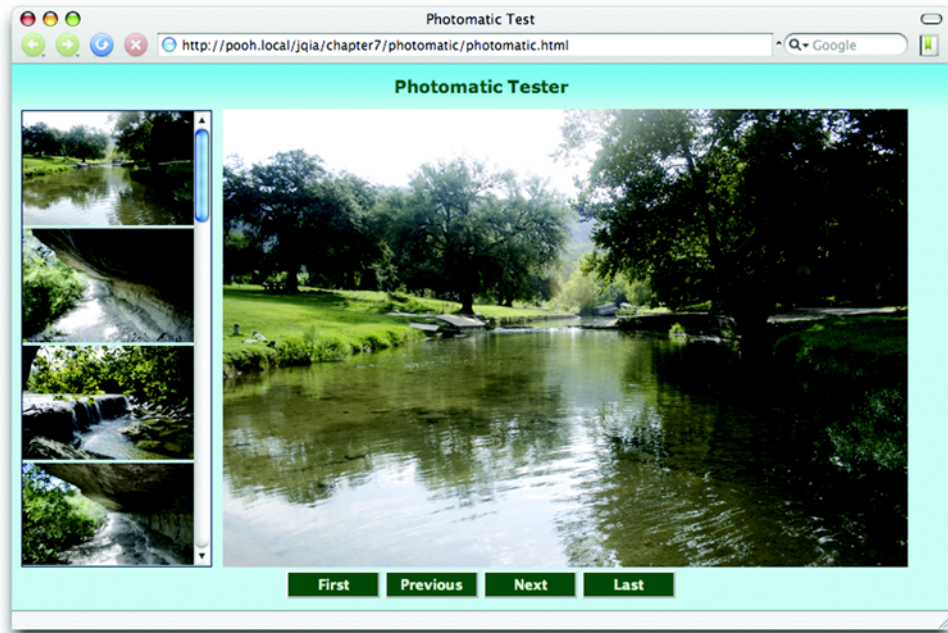 Photomatic Test
http://pooh.local/jqia/chapter7/photomatic/photomatic.html
Google
Photomatic Tester
First Previous Next Last